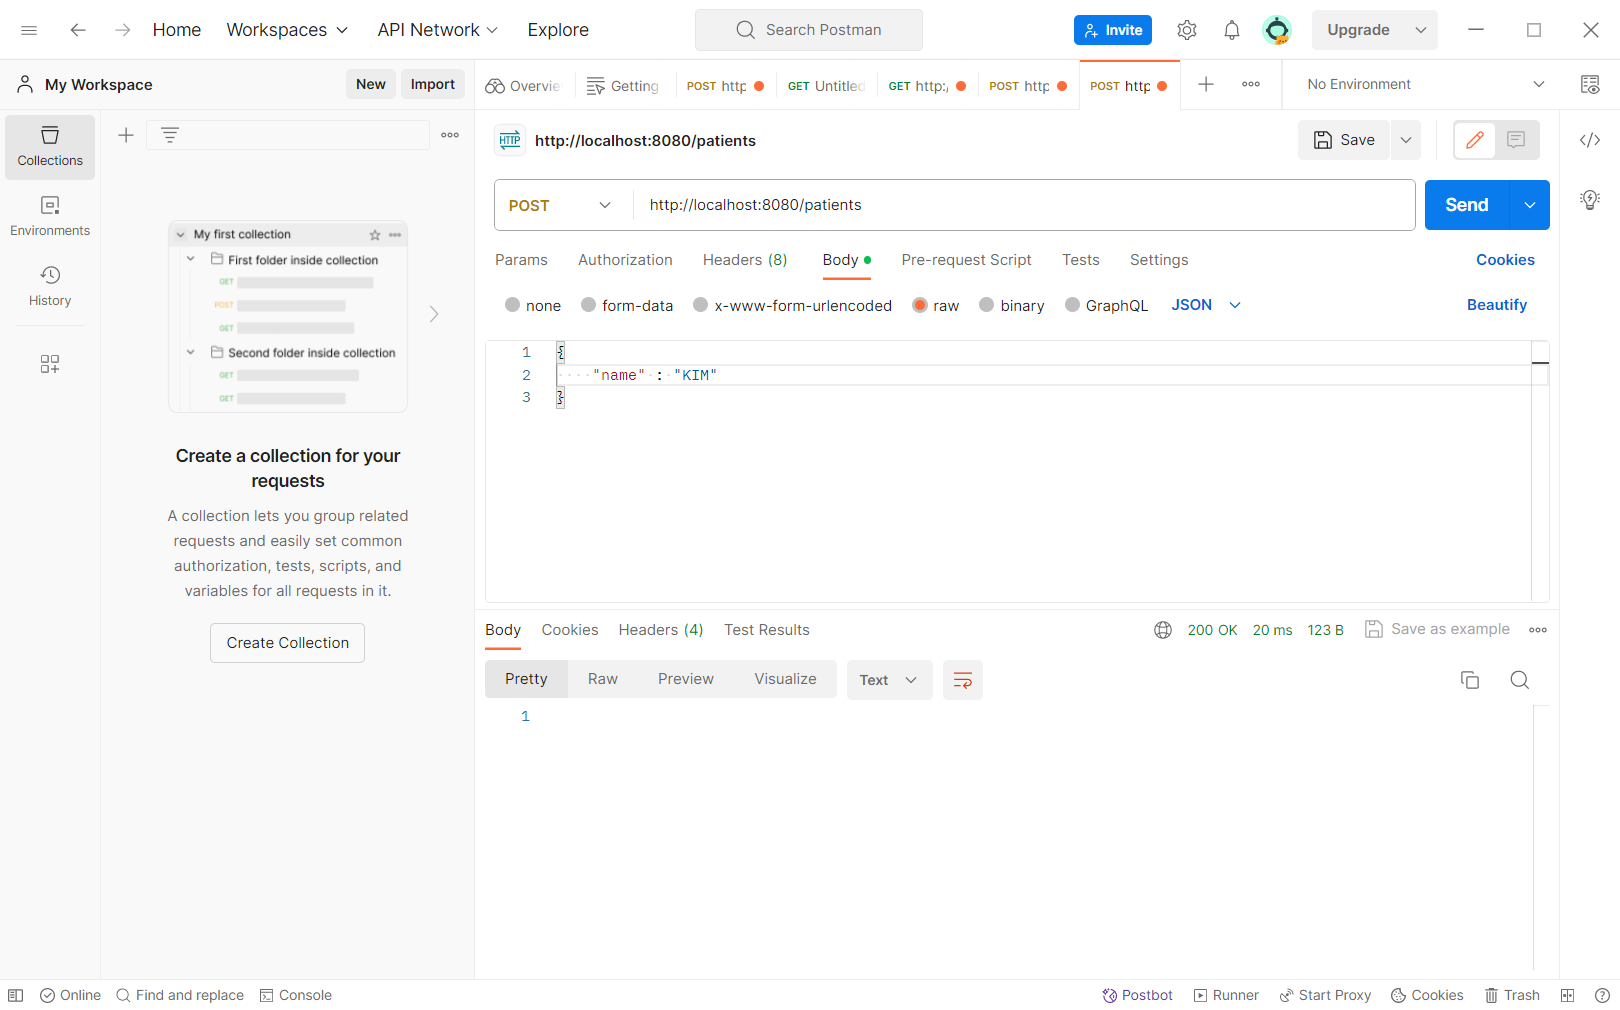 Home Workspaces API Network Explore Search Postman Invite Upgrade
My Workspace New Import Overvie Getting POST http GET Untitled GET http:/ POST http POST http No Environment
Collections
Environments
History
My first collection
First folder inside collection
GET
POST
GET
Second folder inside collection
GET
GET
Create a collection for your
requests
A collection lets you group related
requests and easily set common
authorization, tests, scripts, and
variables for all requests in it.
Create Collection
HTTP http://localhost:8080/patients Save
POST http://localhost:8080/patients Send
Params Authorization Headers (8) Body Pre-request Script Tests Settings Cookies
none form-data x-www-form-urlencoded raw binary GraphQL JSON Beautify
1 {
2 "name" : "KIM"
3 }
Body Cookies Headers (4) Test Results 200 OK 20 ms 123 B Save as example
Pretty Raw Preview Visualize Text
1
Online Find and replace Console Postbot Runner Start Proxy Cookies Trash